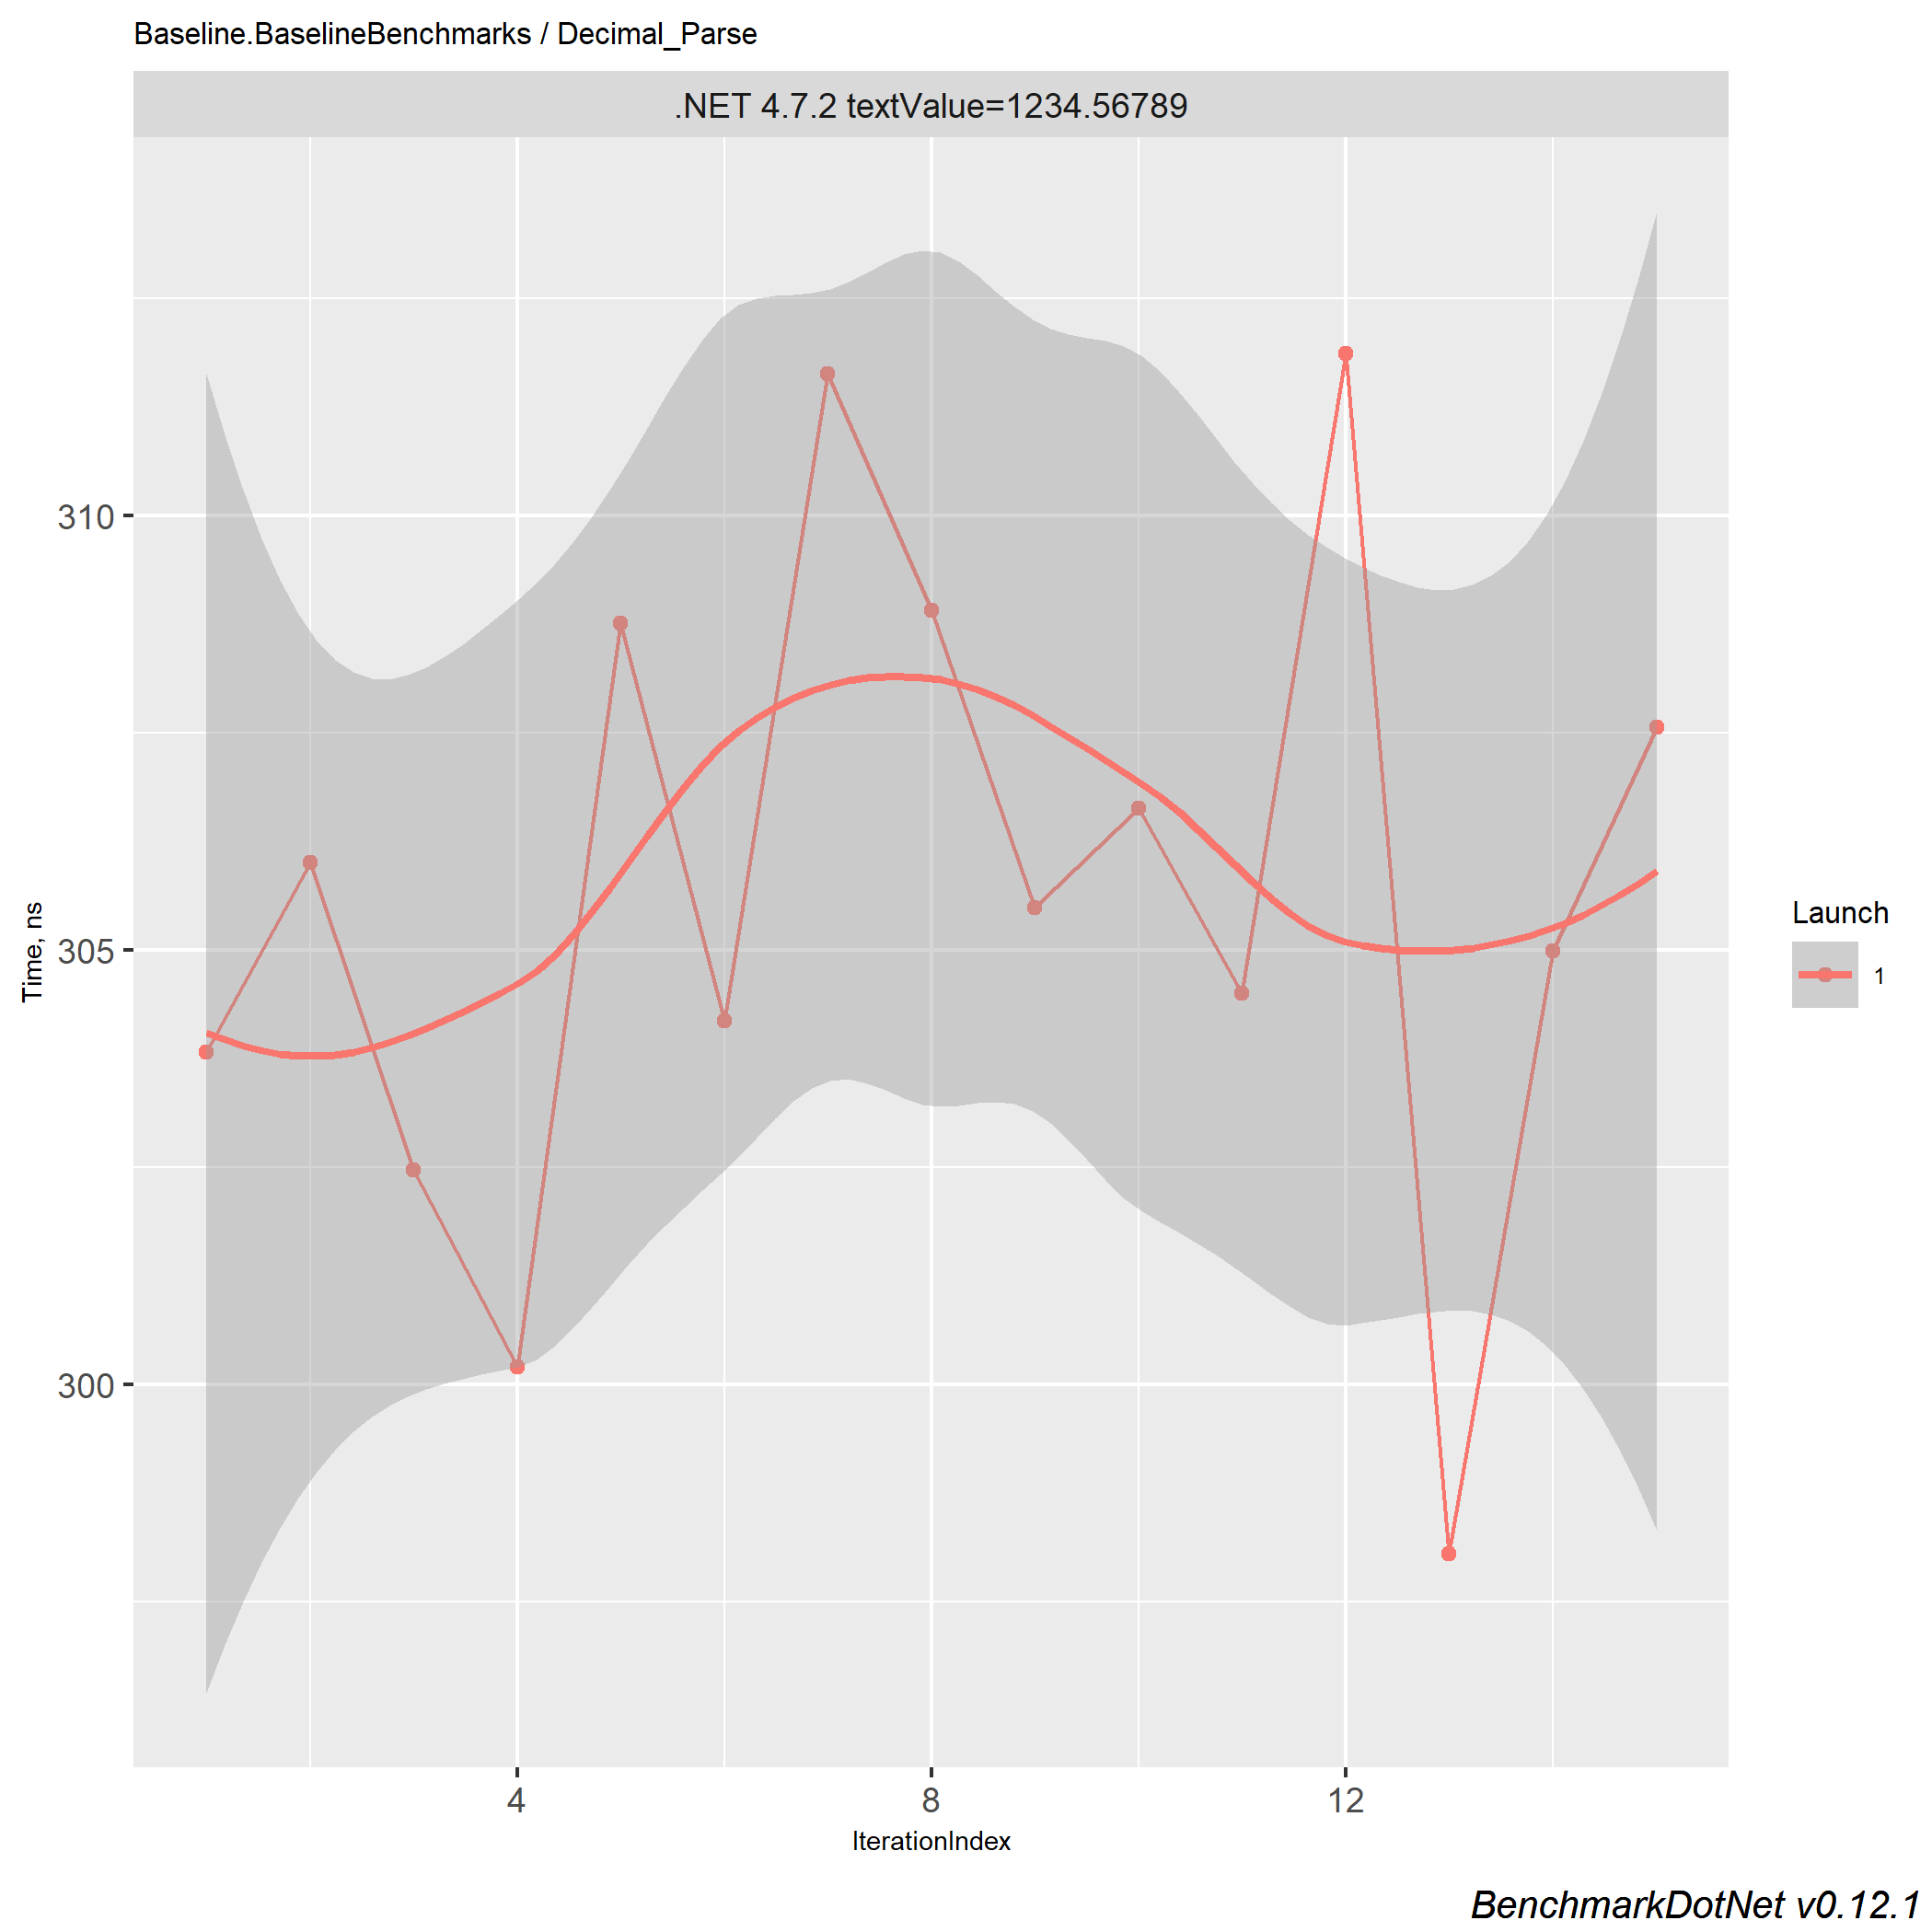 Baseline.BaselineBenchmarks / Decimal_Parse
.NET 4.7.2 textValue=1234.56789
310
305
300
Time, ns
4 8 12
IterationIndex
Launch
1
BenchmarkDotNet v0.12.1